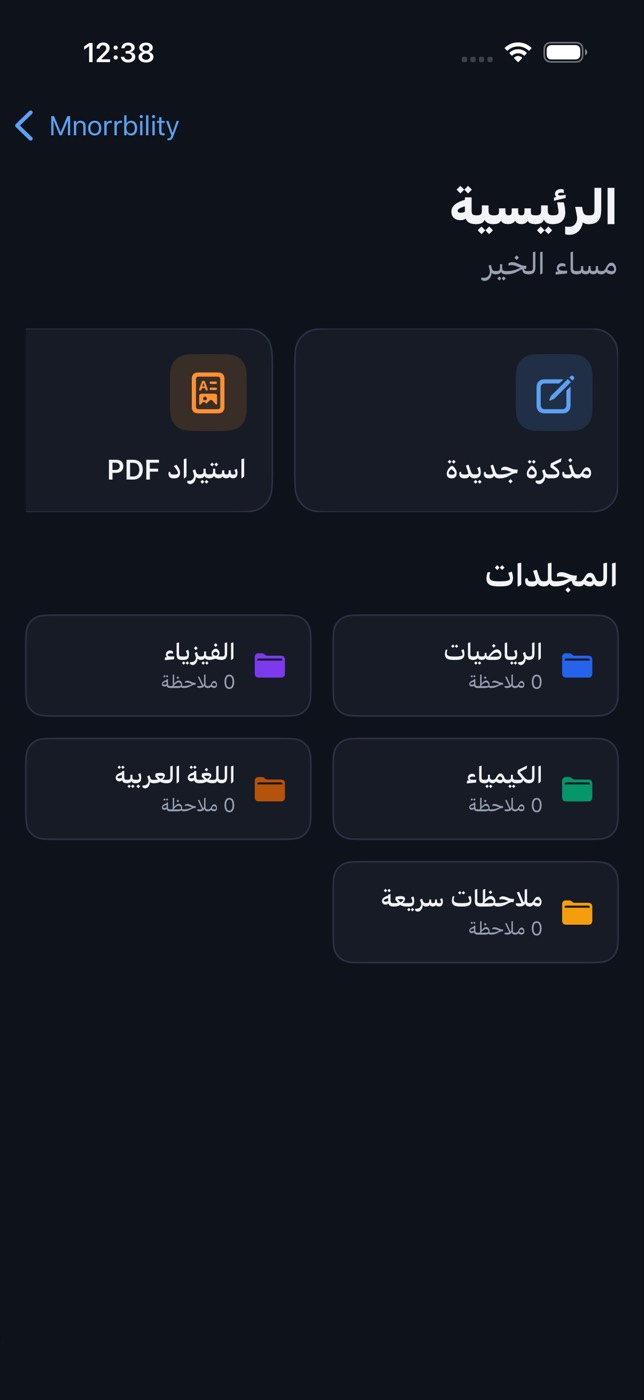 12:38
Mnorrbility
الرئيسية
مساء الخير
مذكرة جديدة
استيراد PDF
المجلدات
الرياضيات
0 ملاحظة
الفيزياء
0 ملاحظة
الكيمياء
0 ملاحظة
اللغة العربية
0 ملاحظة
ملاحظات سريعة
0 ملاحظة